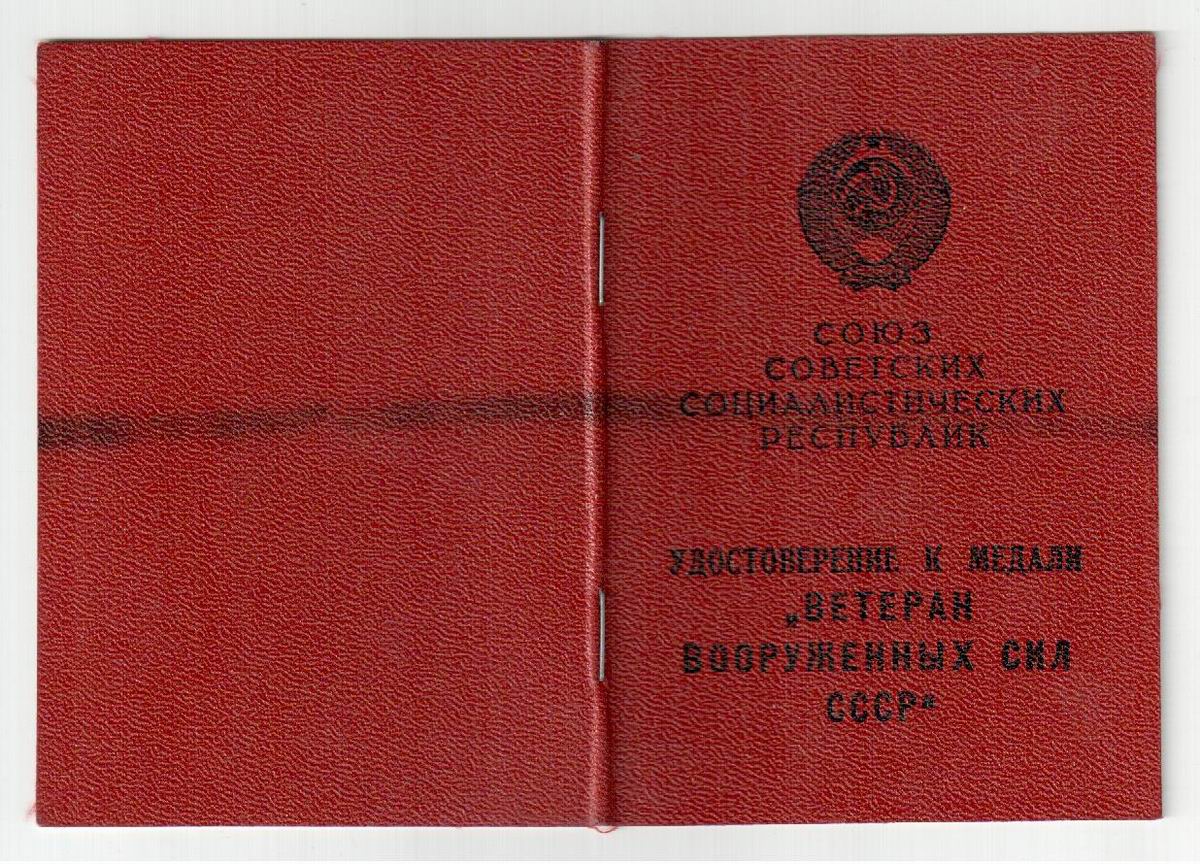 СОЮЗ
СОВЕТСКИХ
СОЦИАЛИСТИЧЕСКИХ
РЕСПУБЛИК
УДОСТОВЕРЕНИЕ К МЕДАЛИ
„ВЕТЕРАН
ВООРУЖЕННЫХ СИЛ
СССР“